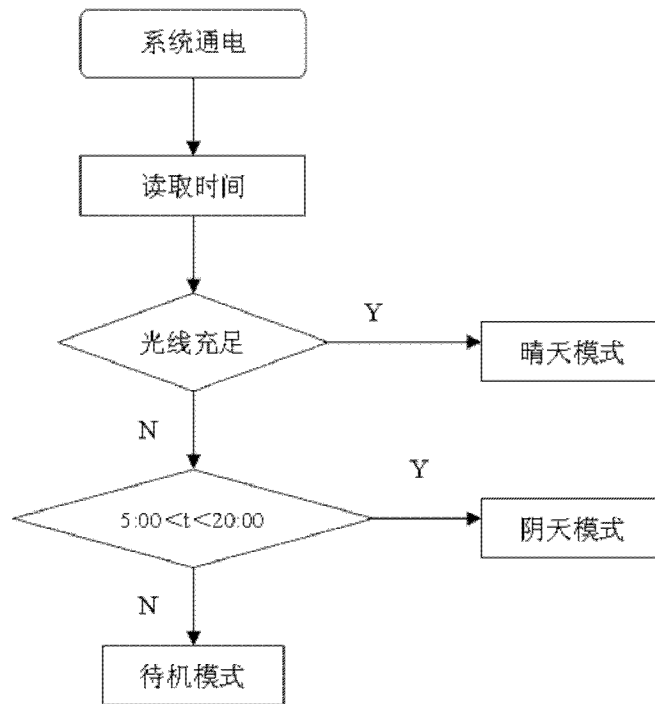 系统通电
读取时间
光线充足
Y
晴天模式
N
5:00<t<20:00
Y
阴天模式
N
待机模式